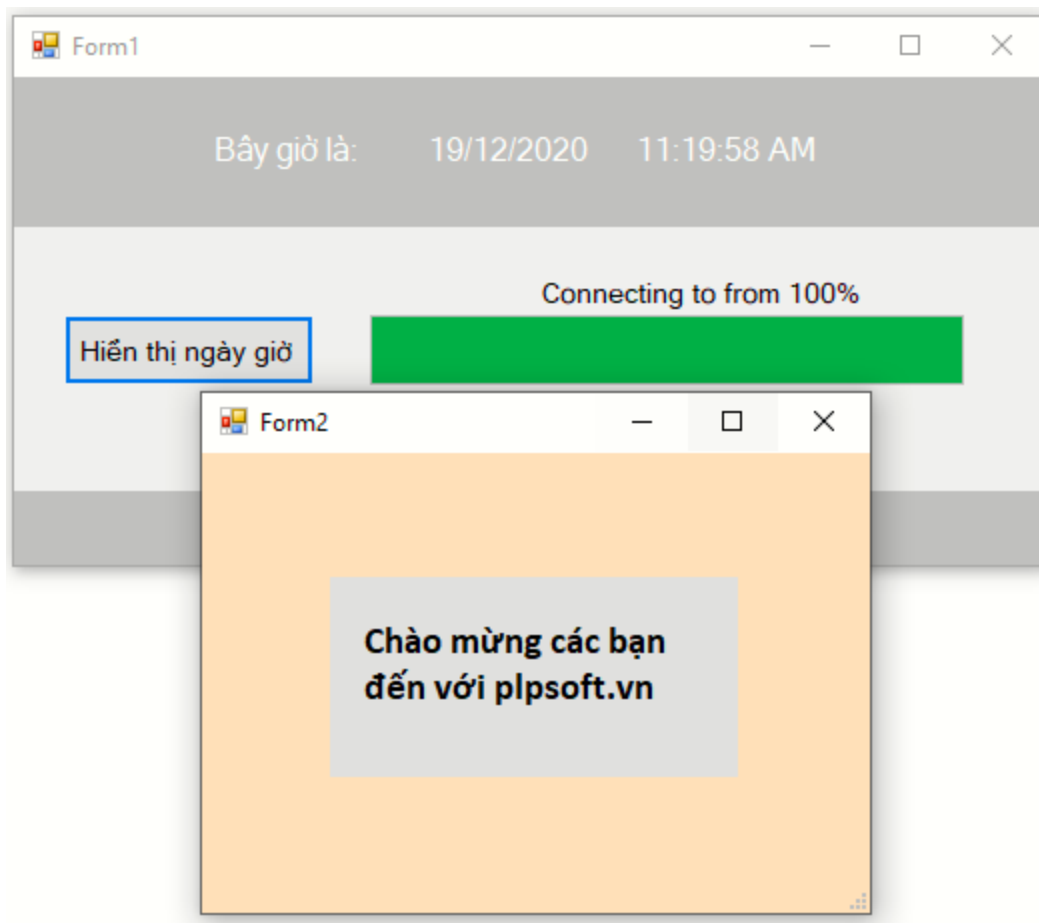 Form1
Bây giờ là: 19/12/2020 11:19:58 AM
Connecting to from 100%
Hiển thị ngày giờ
Form2
Chào mừng các bạn
đến với plpsoft.vn